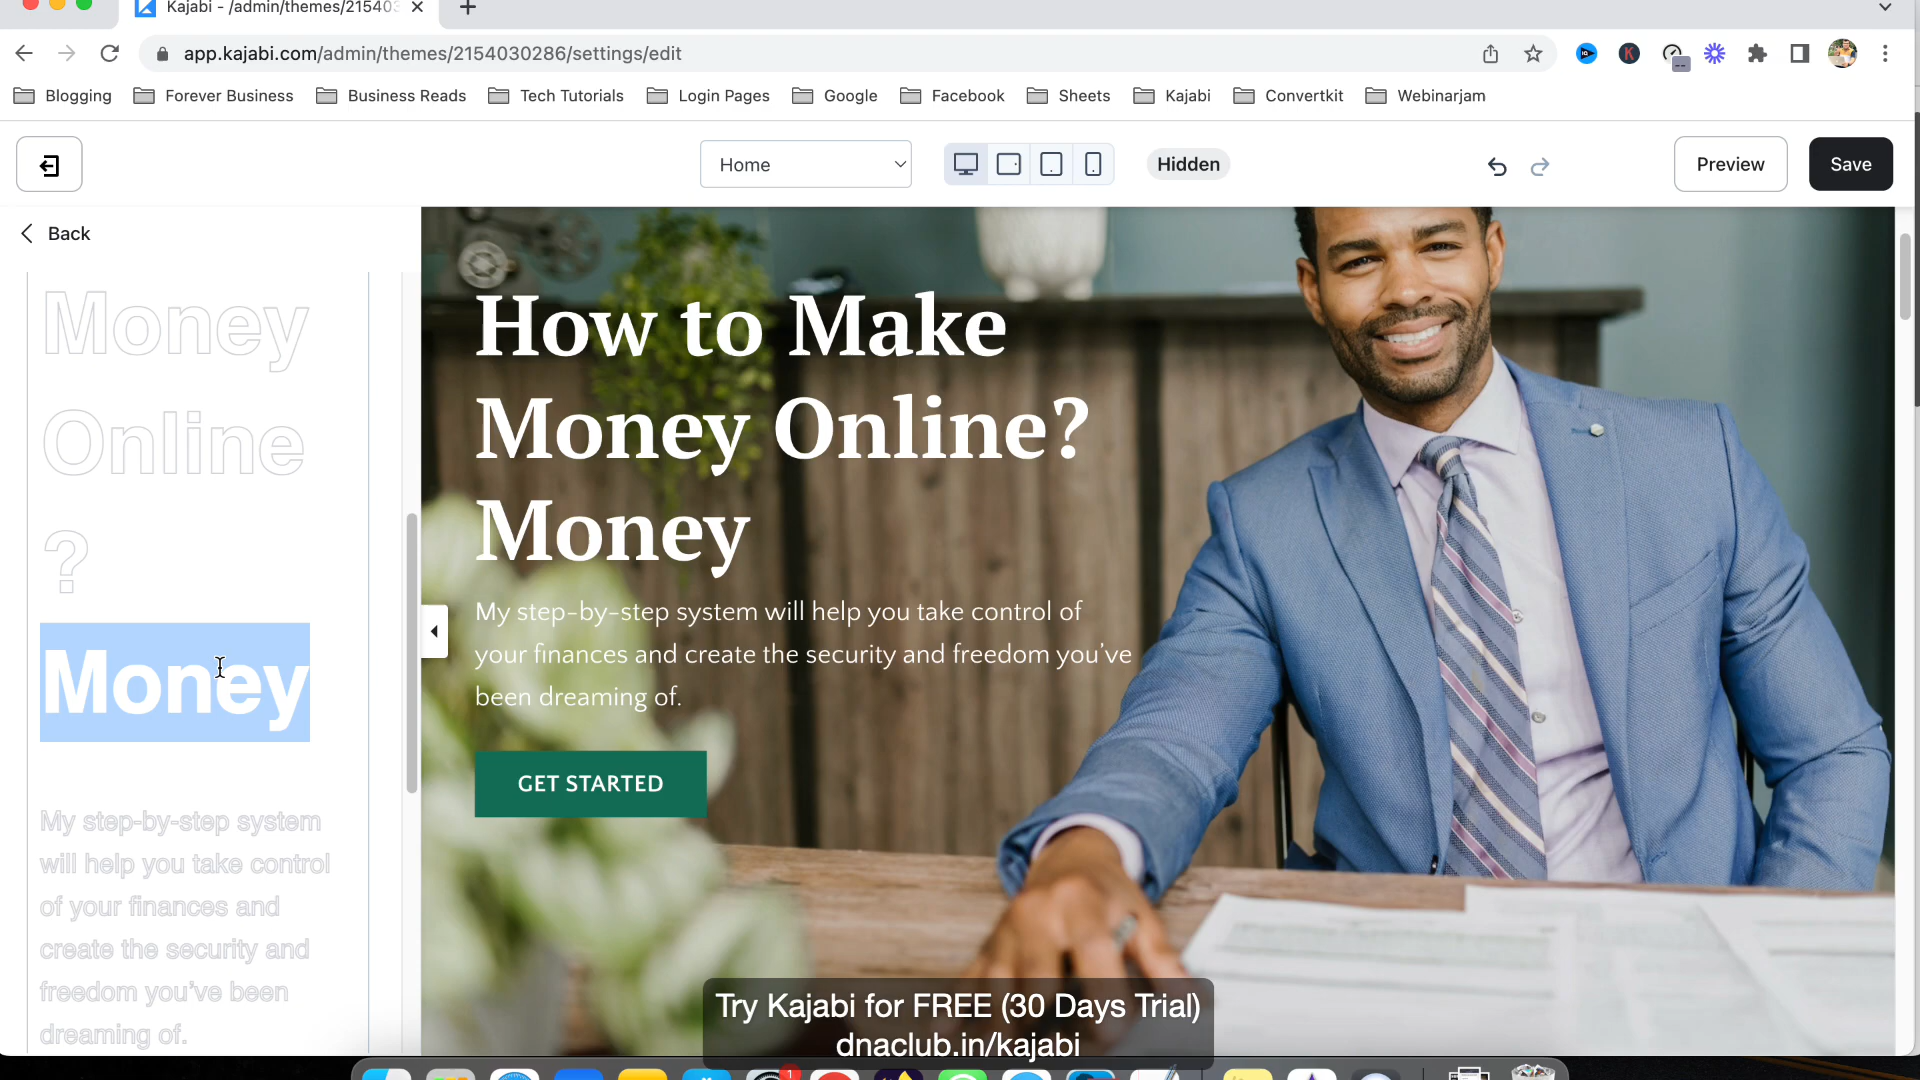 Kajabi - /admin/themes/215403
app.kajabi.com/admin/themes/2154030286/settings/edit
Blogging
Forever Business
Business Reads
Tech Tutorials
Login Pages
Google
Facebook
Sheets
Kajabi
Convertkit
Webinarjam
Home
Hidden
Preview
Save
Back
Money
Online
?
Money
My step-by-step system
will help you take control
of your finances and
create the security and
freedom you've been
dreaming of.
How to Make
Money Online?
Money
My step-by-step system will help you take control of
your finances and create the security and freedom you've
been dreaming of.
GET STARTED
Try Kajabi for FREE (30 Days Trial)
dnaclub.in/kajabi
1